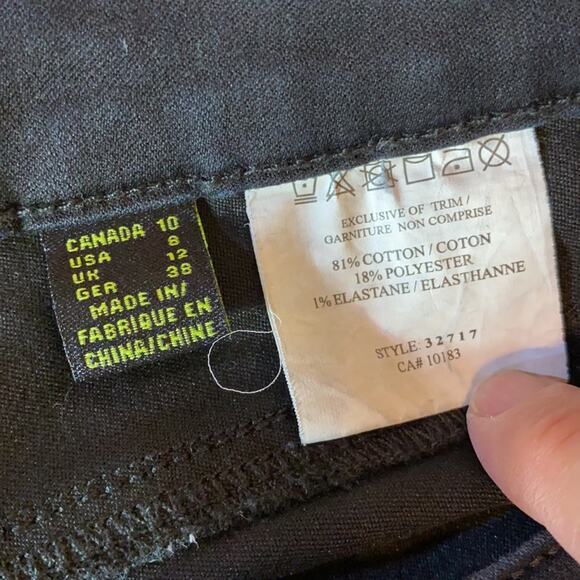 CANADA 10
USA 8
UK 12
GER 38
MADE IN/
FABRIQUE EN
CHINA/CHINE
EXCLUSIVE OF TRIM /
GARNITURE NON COMPRISE
81% COTTON / COTON
18% POLYESTER
1% ELASTANE / ELASTHANNE
STYLE: 32717
CA# 10183